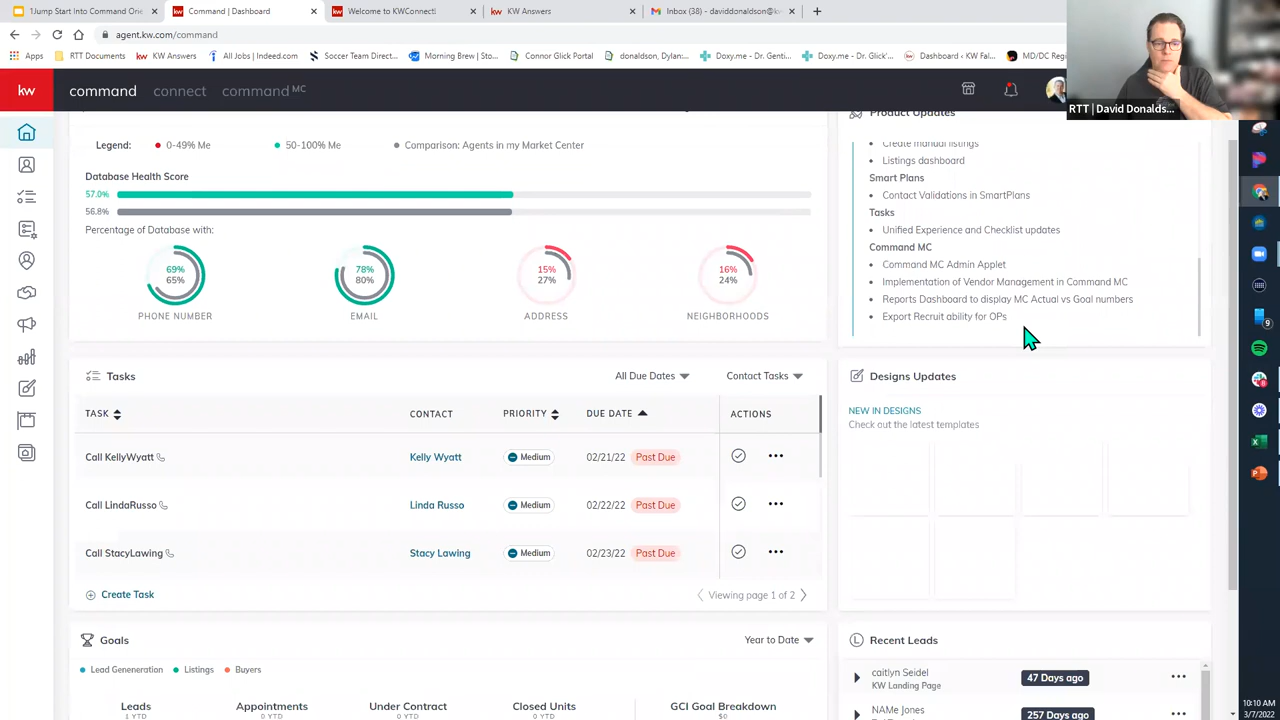 1Jump Start Into Command Orie
Command | Dashboard
Welcome to KWConnect!
KW Answers
Inbox (38) - daviddonaldson@k
agent.kw.com/command
Apps
RTT Documents
KW Answers
All Jobs | Indeed.com
Soccer Team Direct...
Morning Brew | Sto...
Connor Glick Portal
donaldson, Dylan:...
Doxy.me - Dr. Genti...
Doxy.me - Dr. Glick'...
Dashboard ‹ KW Fal...
MD/DC Reg
RTT | David Donalds...
kw
command
connect
command MC
Legend:
0-49% Me
50-100% Me
Comparison: Agents in my Market Center
Database Health Score
57.0%
56.8%
Percentage of Database with:
69%
65%
78%
80%
15%
27%
16%
24%
PHONE NUMBER
EMAIL
ADDRESS
NEIGHBORHOODS
Product Updates
Create manual listings
Listings dashboard
Smart Plans
Contact Validations in SmartPlans
Tasks
Unified Experience and Checklist updates
Command MC
Command MC Admin Applet
Implementation of Vendor Management in Command MC
Reports Dashboard to display MC Actual vs Goal numbers
Export Recruit ability for OPs
Tasks
All Due Dates
Contact Tasks
TASK
CONTACT
PRIORITY
DUE DATE
ACTIONS
Call KellyWyatt
Kelly Wyatt
Medium
02/21/22
Past Due
Call LindaRusso
Linda Russo
Medium
02/22/22
Past Due
Call StacyLawing
Stacy Lawing
Medium
02/23/22
Past Due
Create Task
Viewing page 1 of 2
Designs Updates
NEW IN DESIGNS
Check out the latest templates
Goals
Year to Date
Lead Geneneration
Listings
Buyers
Leads
1 YTD
Appointments
0 YTD
Under Contract
0 YTD
Closed Units
0 YTD
GCI Goal Breakdown
$0
Recent Leads
caitlyn Seidel
KW Landing Page
47 Days ago
NAMe Jones
257 Days ago
9
10:10 AM
3/7/2022